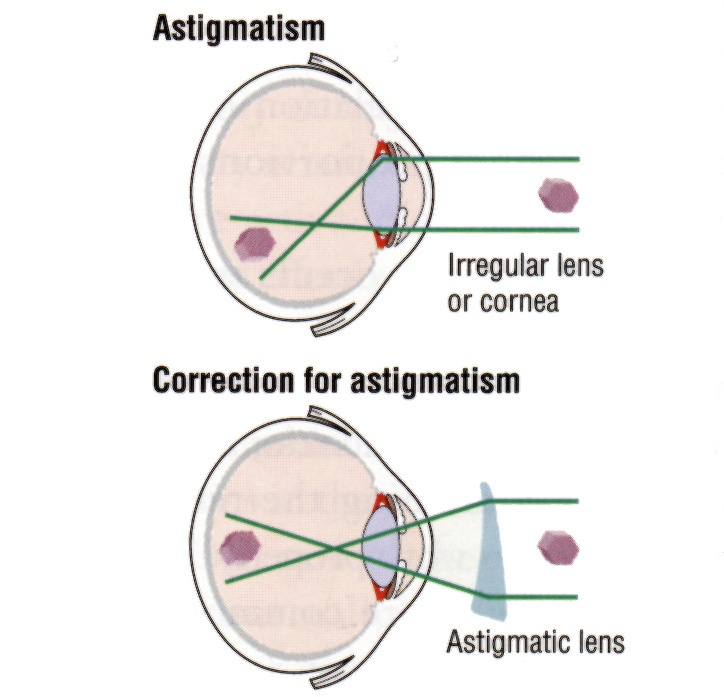 Astigmatism
Irregular lens
or cornea
Correction for astigmatism
Astigmatic lens